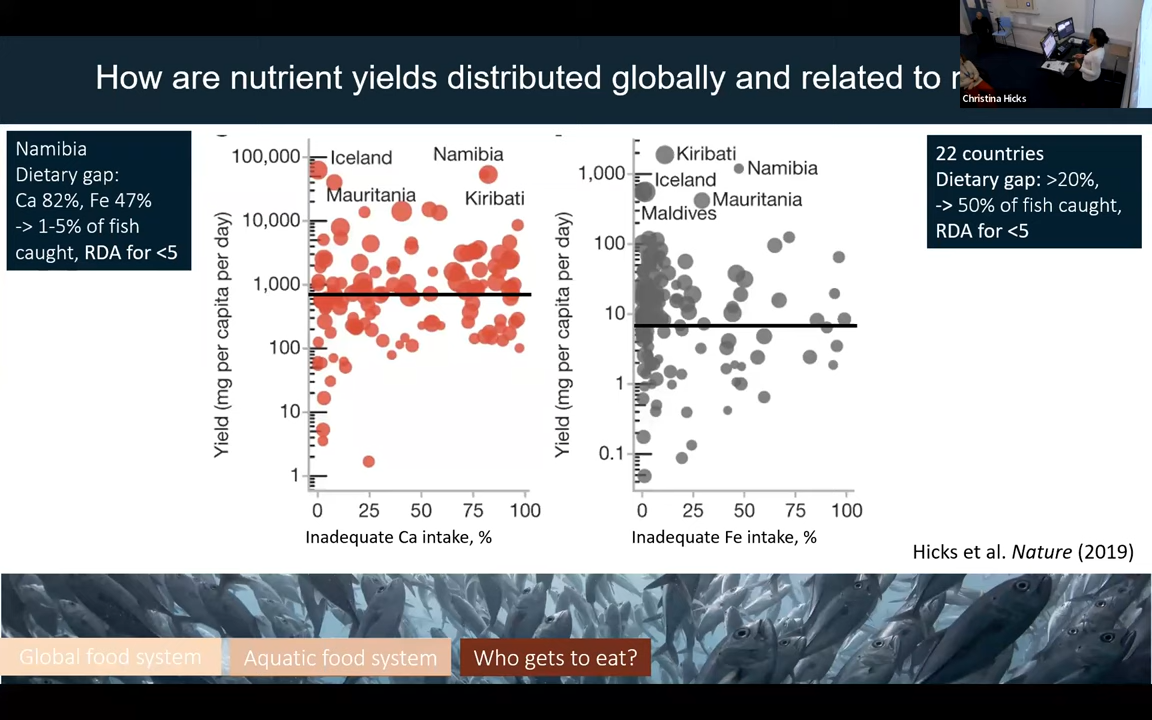 How are nutrient yields distributed globally and related to
Christina Hicks
Namibia
Dietary gap:
Ca 82%, Fe 47%
-> 1-5% of fish
caught, RDA for <5
Yield (mg per capita per day)
100,000
10,000
1,000
100
10
1
Iceland
Namibia
Mauritania
Kiribati
0 25 50 75 100
Inadequate Ca intake, %
Yield (mg per capita per day)
1,000
100
10
1
0.1
Kiribati
Namibia
Iceland
Mauritania
Maldives
0 25 50 75 100
Inadequate Fe intake, %
22 countries
Dietary gap: >20%,
-> 50% of fish caught,
RDA for <5
Hicks et al. Nature (2019)
Global food system
Aquatic food system
Who gets to eat?